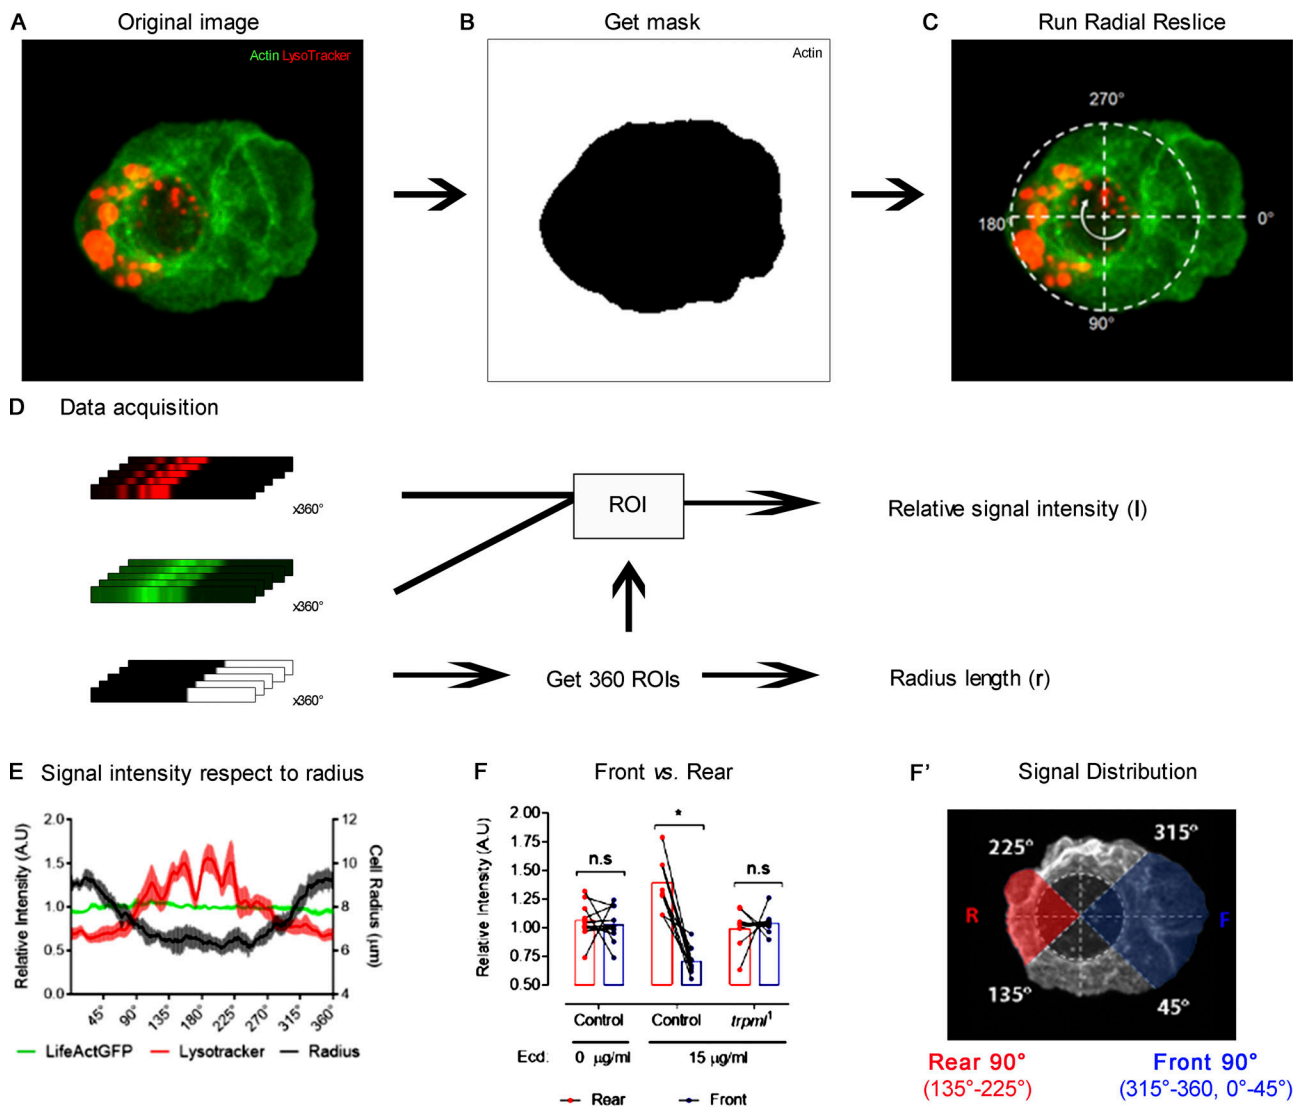 A Original image
B Get mask
C Run Radial Reslice
Actin LysoTracker
Actin
270°
180°
0°
90°
D Data acquisition
x360°
ROI
Relative signal intensity (I)
x360°
x360°
Get 360 ROIs
Radius length (r)
E Signal intensity respect to radius
F Front vs. Rear
F' Signal Distribution
Relative Intensity (A.U)
2.0
1.5
1.0
0.5
0.0
12
10
8
6
4
Cell Radius (µm)
45°
90°
135°
180°
225°
270°
315°
360°
LifeActGFP
Lysotracker
Radius
Relative Intensity (A.U)
2.00
1.75
1.50
1.25
1.00
0.75
0.50
n.s
*
n.s
Control
Control
trpml¹
Ecd:
0 µg/ml
15 µg/ml
Rear
Front
225°
315°
R
F
135°
45°
Rear 90°
(135°-225°)
Front 90°
(315°-360, 0°-45°)